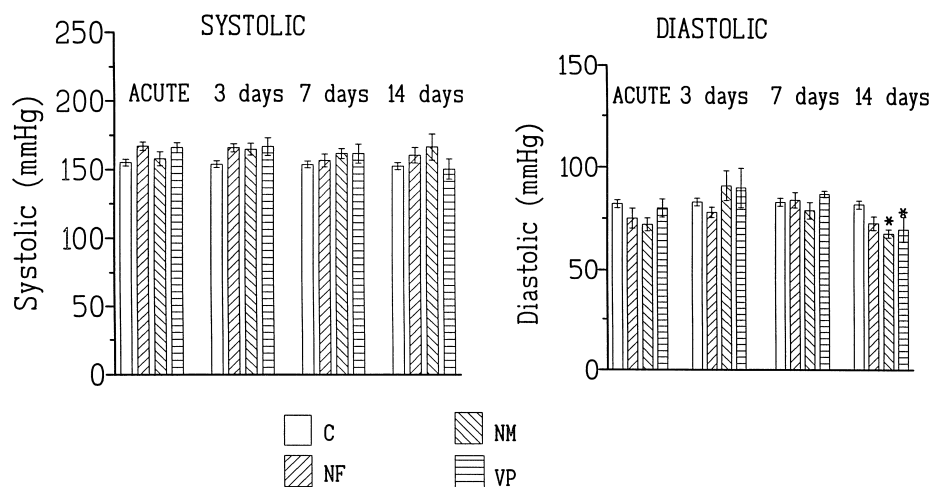 SYSTOLIC
Systolic (mmHg)
250
200
150
100
50
0
ACUTE 3 days 7 days 14 days
DIASTOLIC
Diastolic (mmHg)
150
100
50
0
ACUTE 3 days 7 days 14 days
* *
C
NF
NM
VP